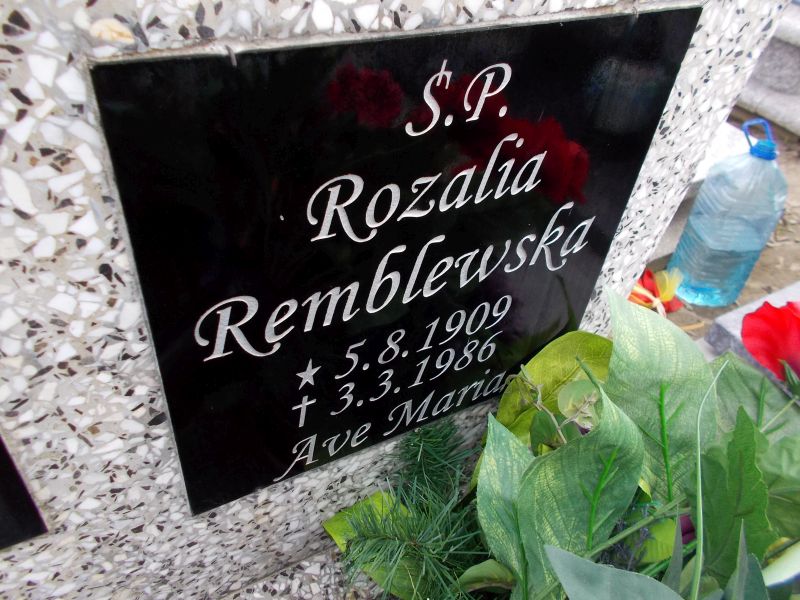 Ś.P.
Rozalia
Remblewska
★ 5.8.1909
† 3.3.1986
Ave Maria